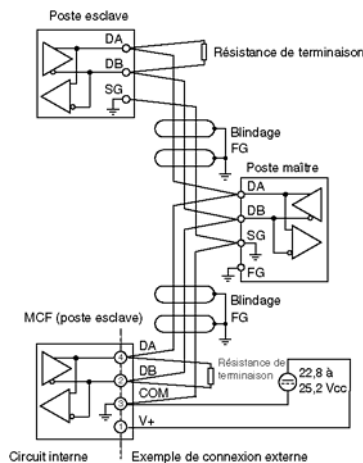 Poste esclave
DA
DB
SG
Résistance de terminaison
Blindage
FG
Poste maître
DA
DB
SG
FG
Blindage
FG
MCF (poste esclave)
DA
4
Résistance de
terminaison
DB
2
COM
3
22,8 à
25,2 Vcc
V+
1
Circuit interne
Exemple de connexion externe